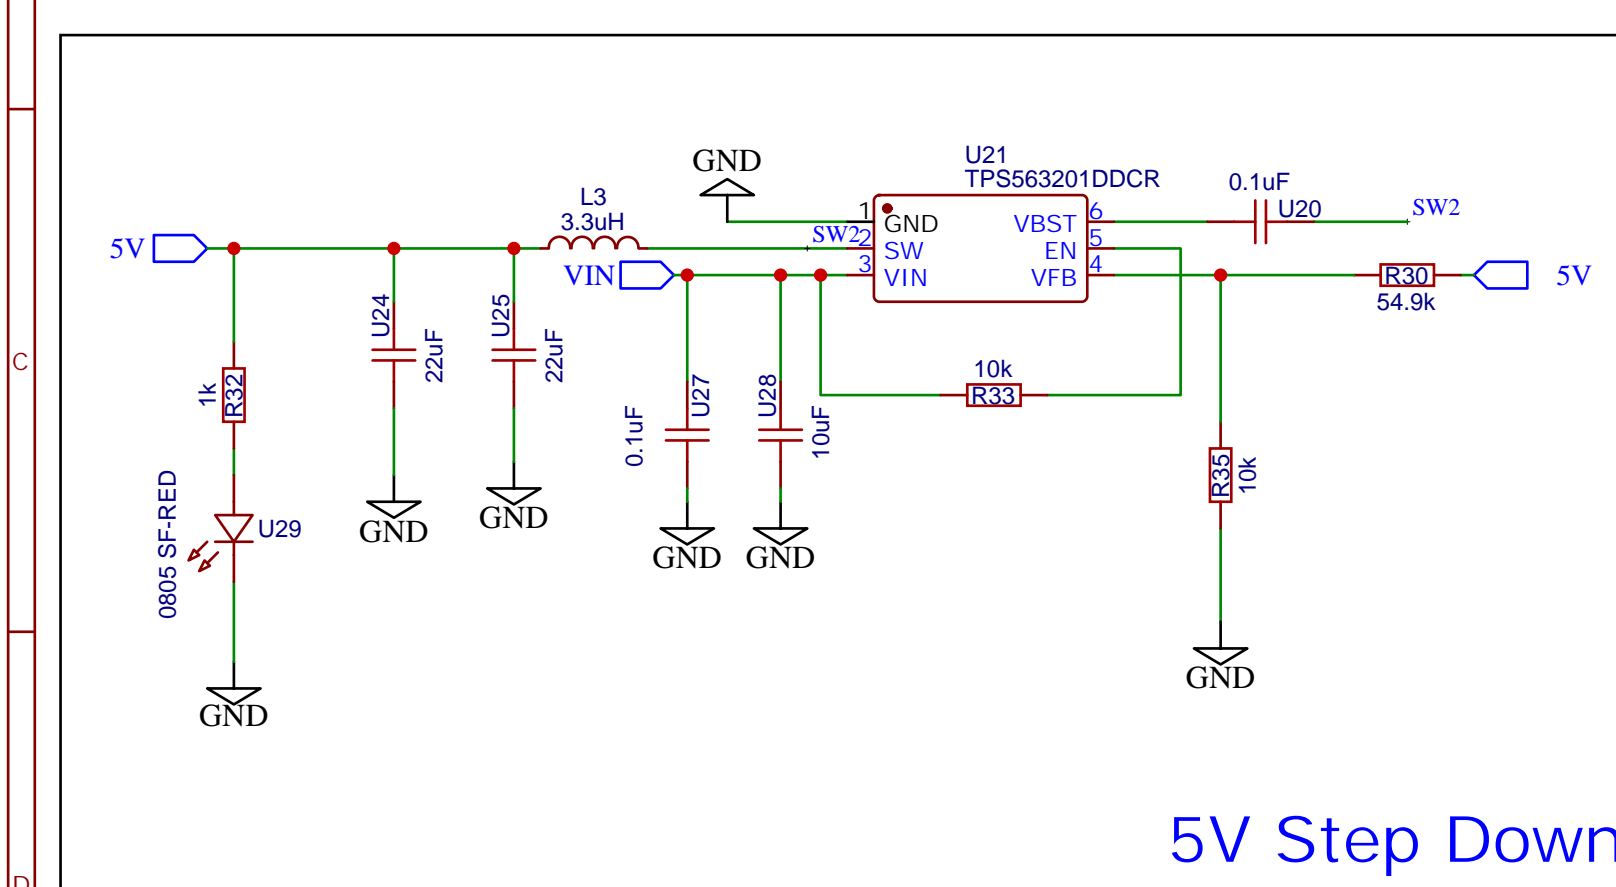 GND
U21
TPS563201DDCR
0.1uF
U20
SW2
L3
3.3uH
1
GND
VBST
6
5V
SW2
2
SW
EN
5
VIN
3
VIN
VFB
4
R30
54.9k
5V
U24
22uF
U25
22uF
C
1k
R32
0.1uF
U27
U28
10uF
10k
R33
R35
10k
0805 SF-RED
U29
GND
GND
GND
GND
GND
GND
5V Step Down
D